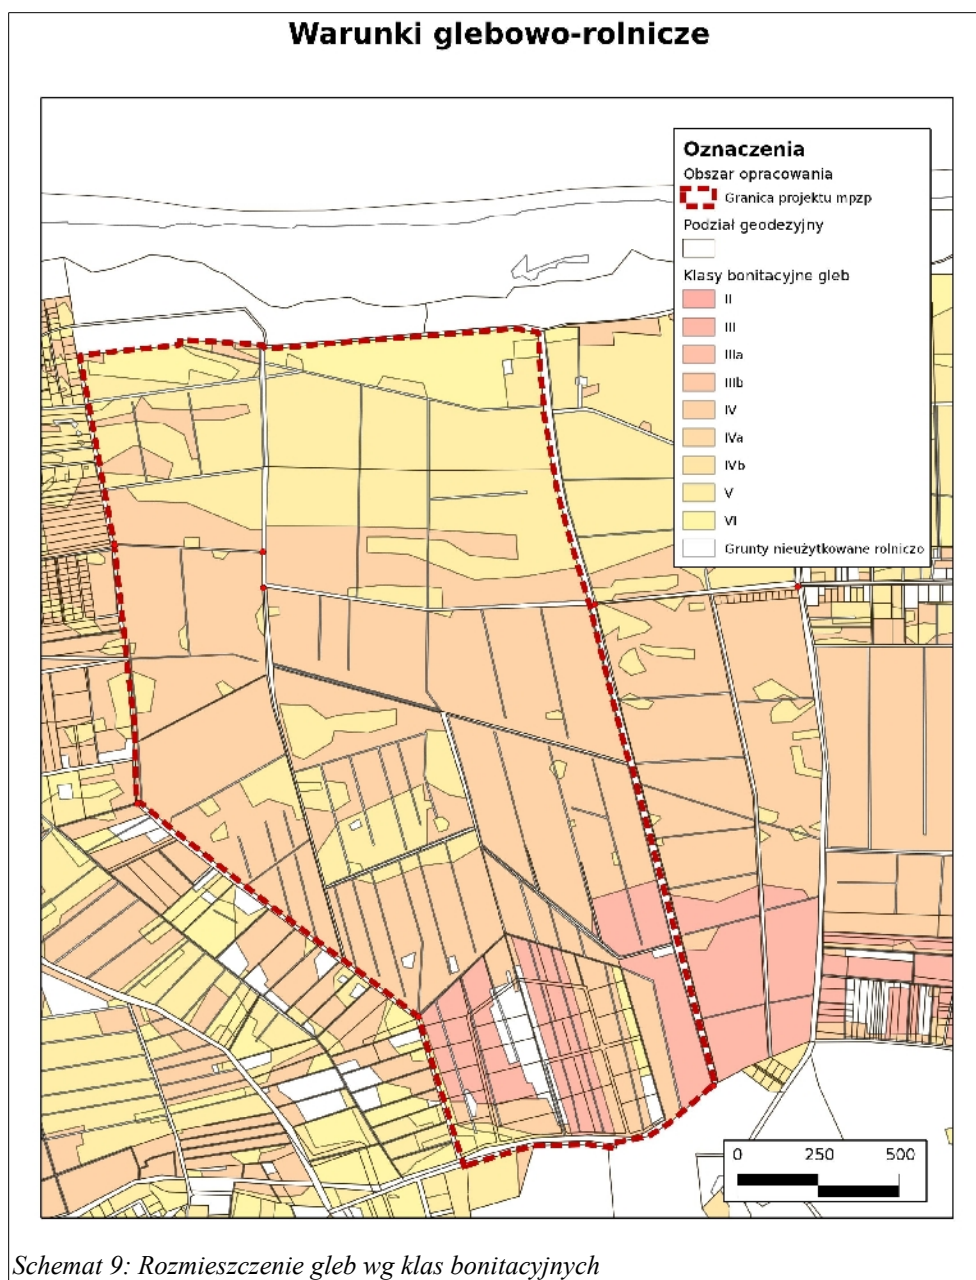 Warunki glebowo-rolnicze
Oznaczenia
Obszar opracowania
Granica projektu mpzp
Podział geodezyjny
Klasy bonitacyjne gleb
II
III
IIIa
IIIb
IV
IVa
IVb
V
VI
Grunty nieużytkowane rolniczo
0 250 500
Schemat 9: Rozmieszczenie gleb wg klas bonitacyjnych